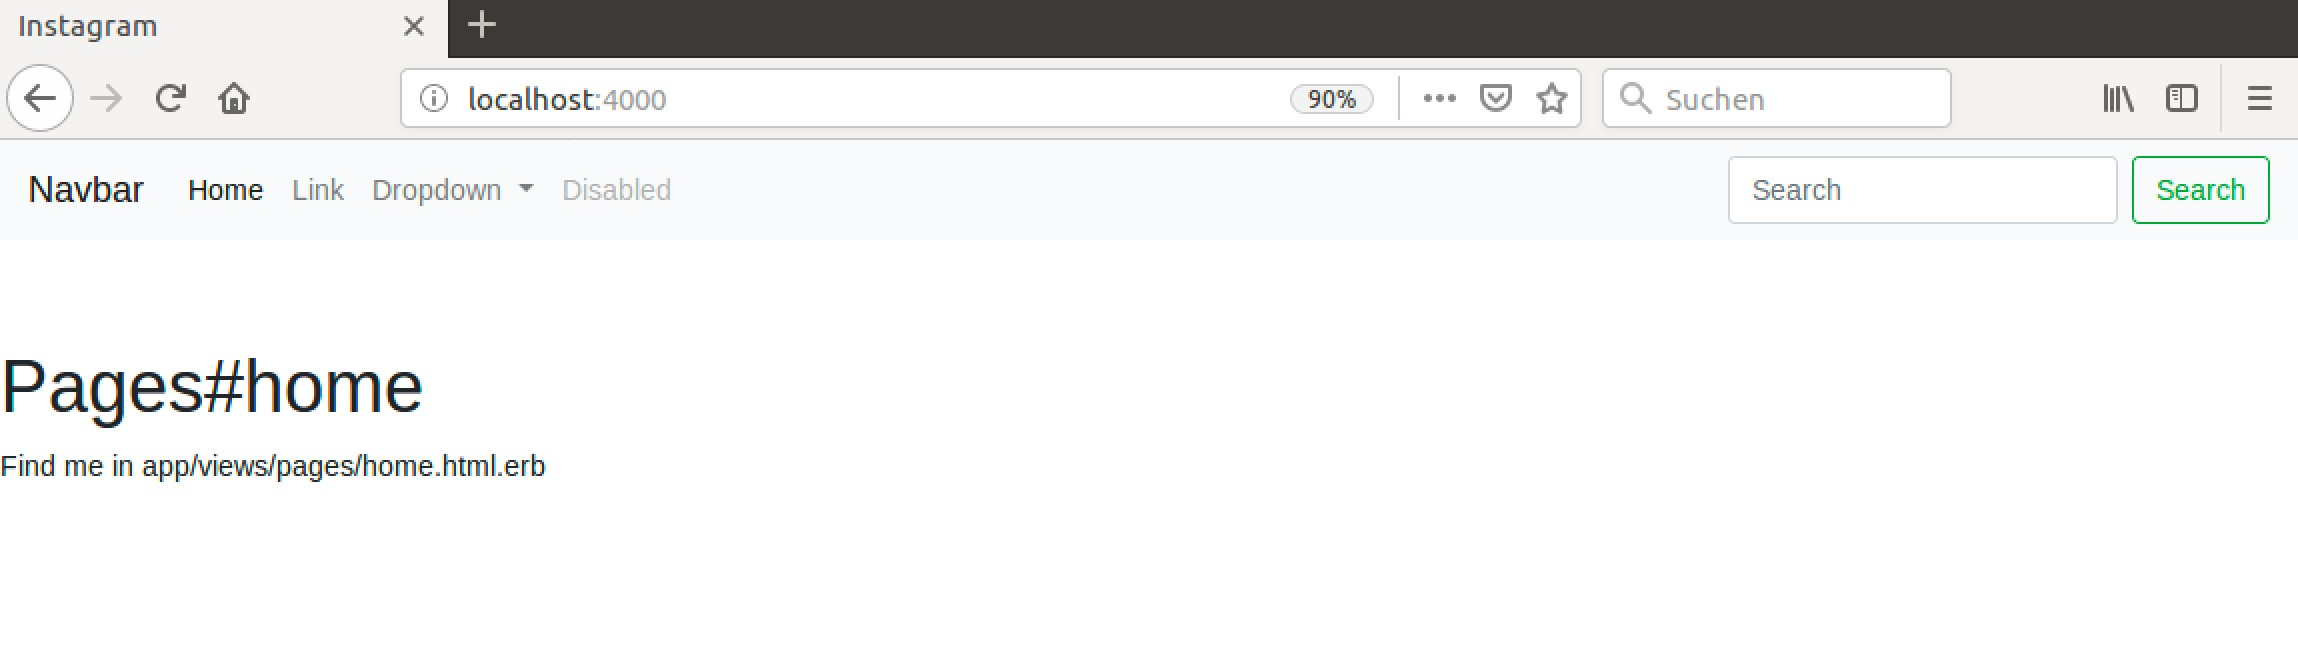 Instagram
localhost:4000 90% Suchen
Navbar Home Link Dropdown Disabled Search Search
Pages#home
Find me in app/views/pages/home.html.erb